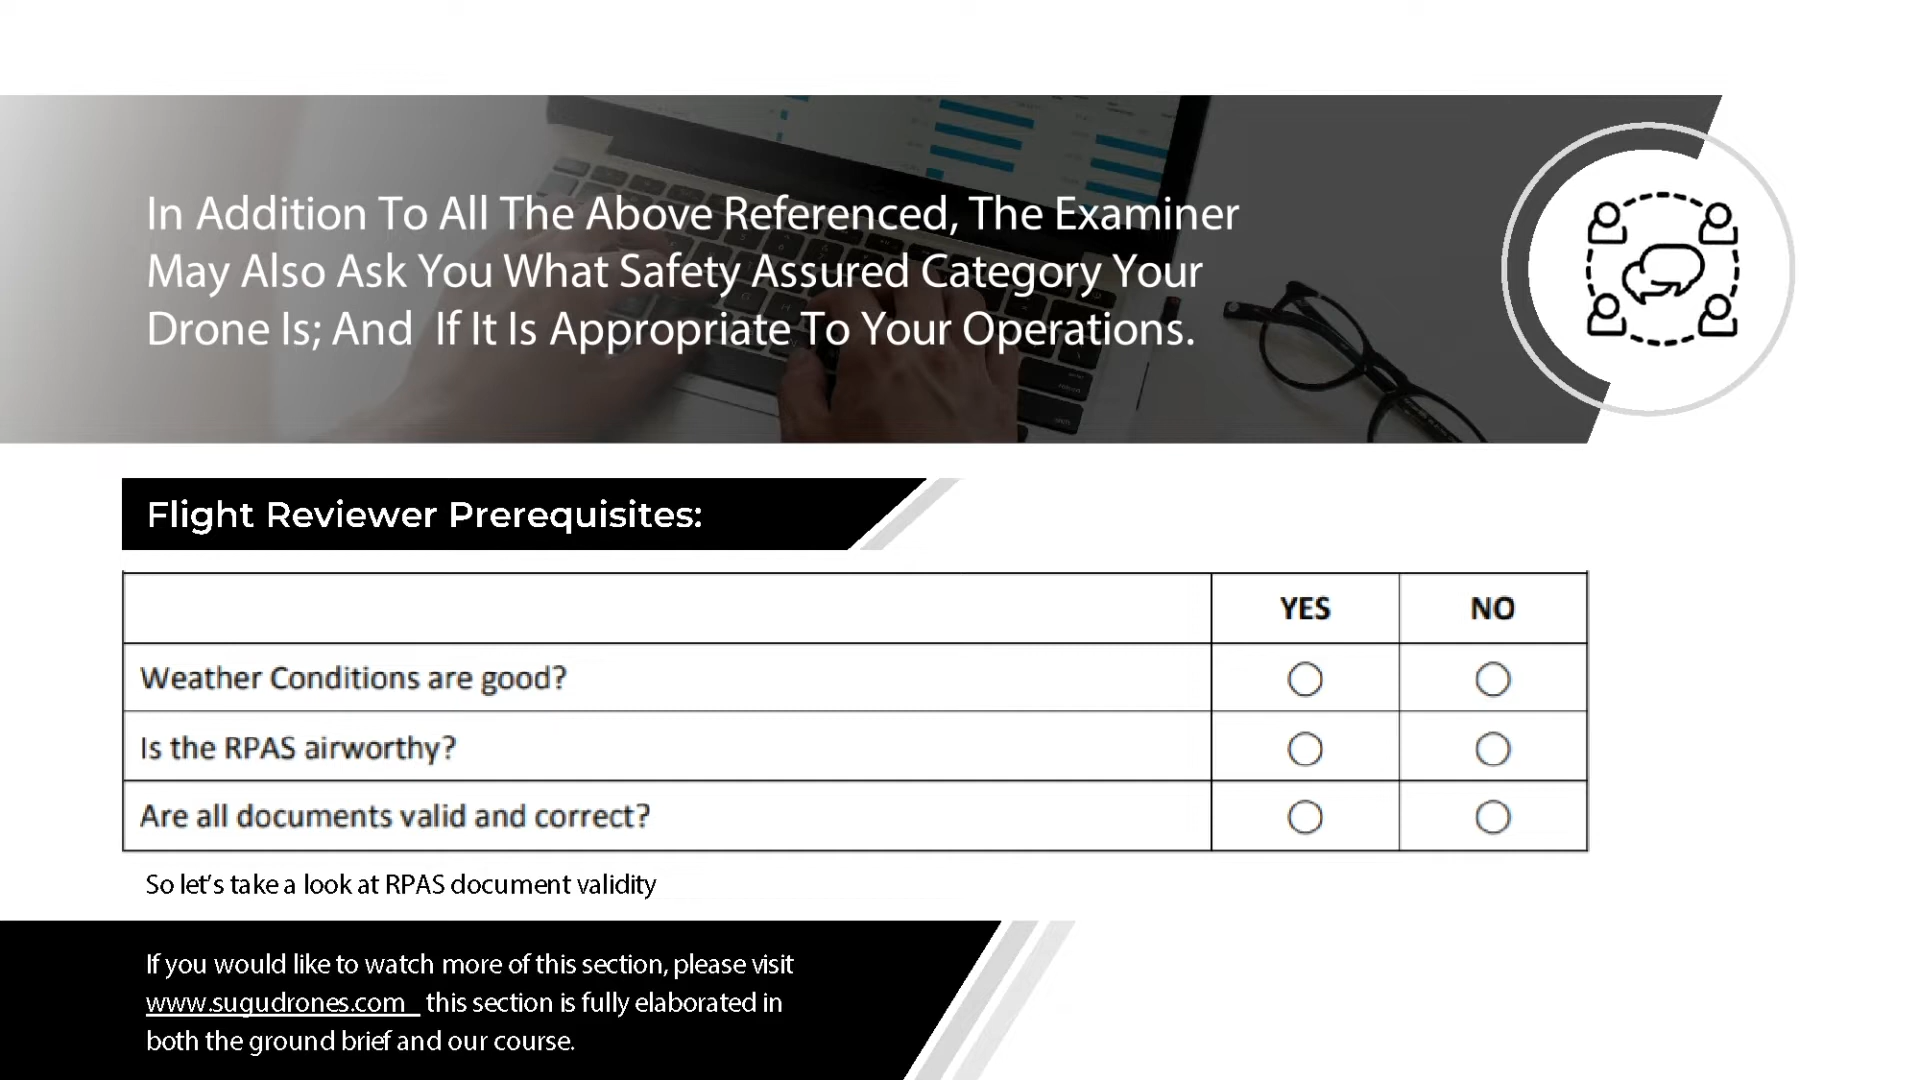 In Addition To All The Above Referenced, The Examiner
May Also Ask You What Safety Assured Category Your
Drone Is; And  If It Is Appropriate To Your Operations.
Flight Reviewer Prerequisites:
YES NO
Weather Conditions are good?
Is the RPAS airworthy?
Are all documents valid and correct?
So let's take a look at RPAS document validity
If you would like to watch more of this section, please visit
www.sugudrones.com  this section is fully elaborated in
both the ground brief and our course.